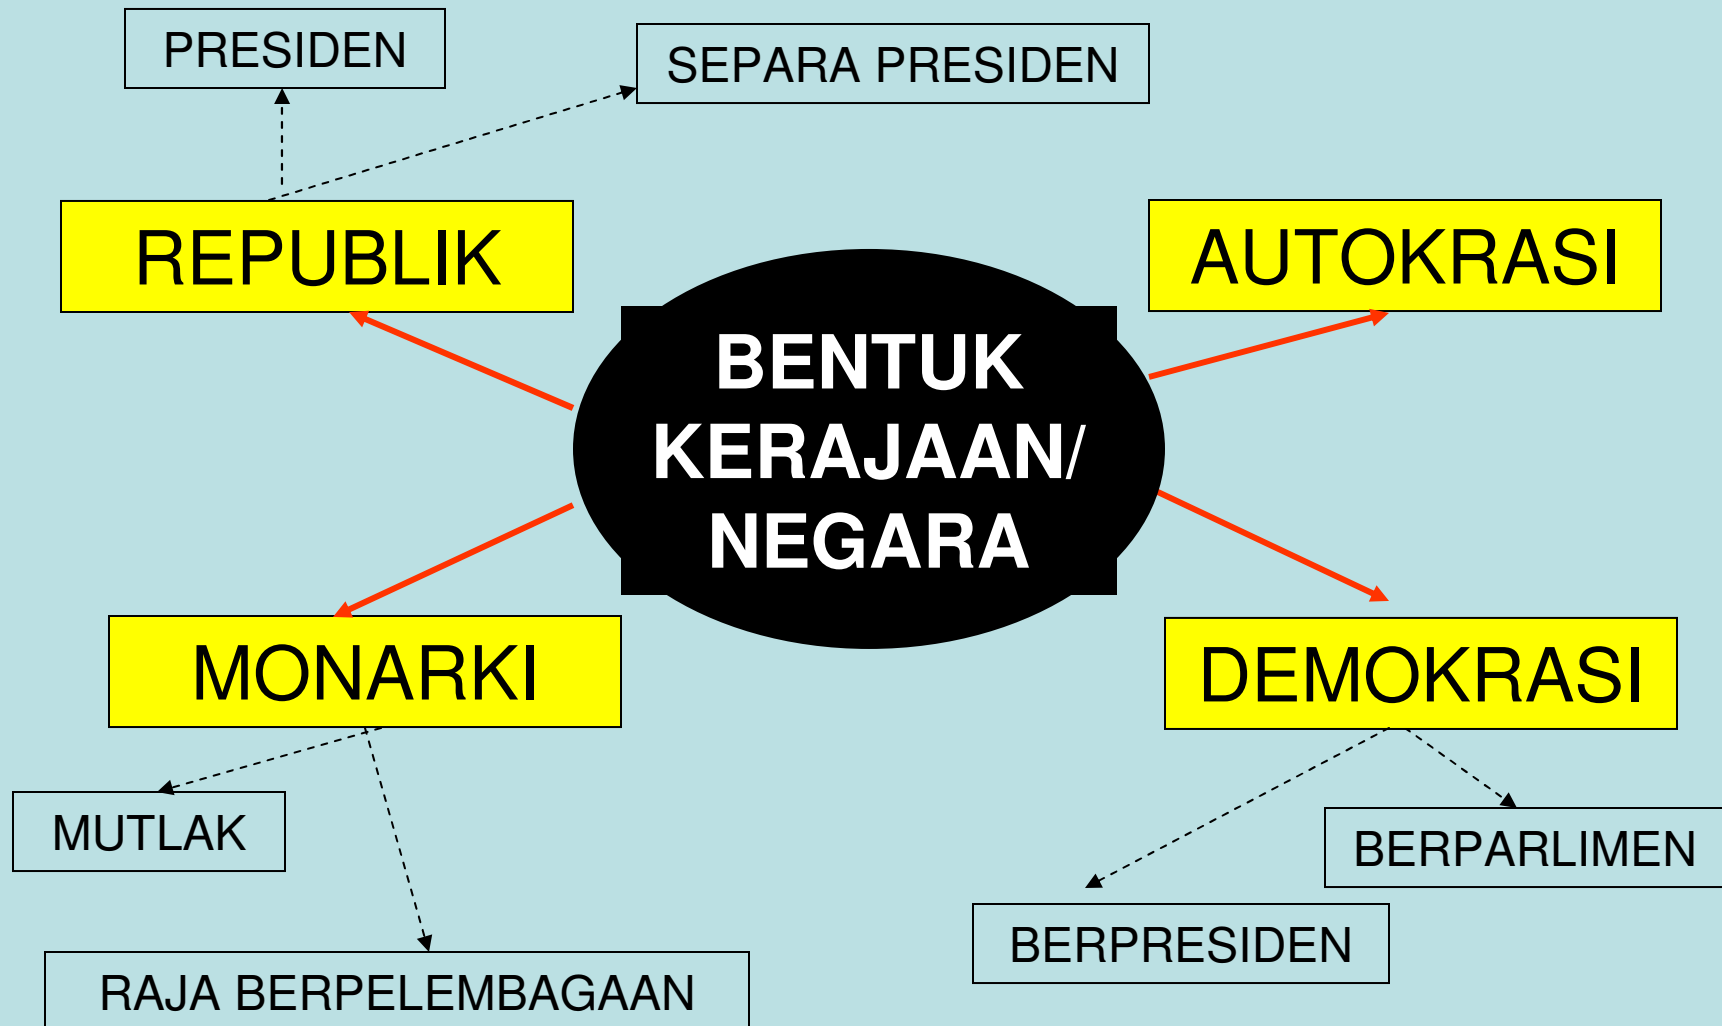 PRESIDEN
SEPARA PRESIDEN
REPUBLIK
AUTOKRASI
BENTUK
KERAJAAN/
NEGARA
MONARKI
DEMOKRASI
MUTLAK
BERPARLIMEN
BERPRESIDEN
RAJA BERPELEMBAGAAN